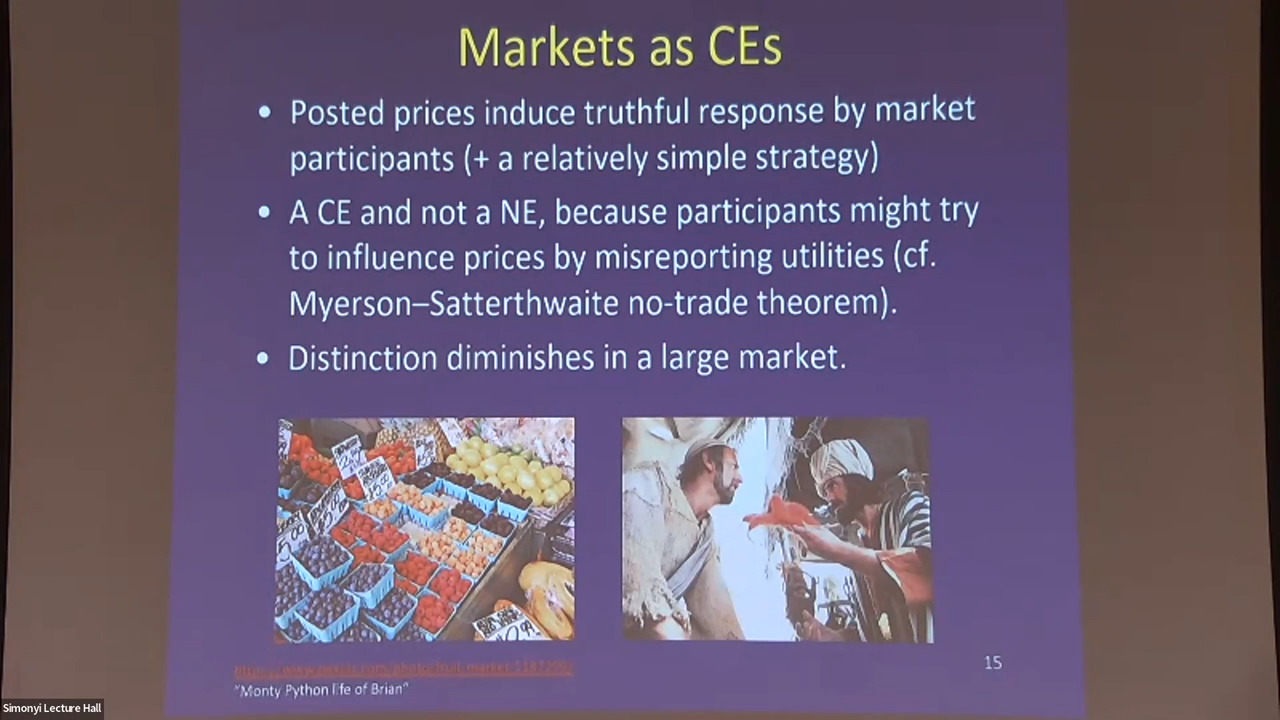 Markets as CEs
• Posted prices induce truthful response by market
participants (+ a relatively simple strategy)
• A CE and not a NE, because participants might try
to influence prices by misreporting utilities (cf.
Myerson–Satterthwaite no-trade theorem).
• Distinction diminishes in a large market.
15
"Monty Python life of Brian"
Simonyi Lecture Hall